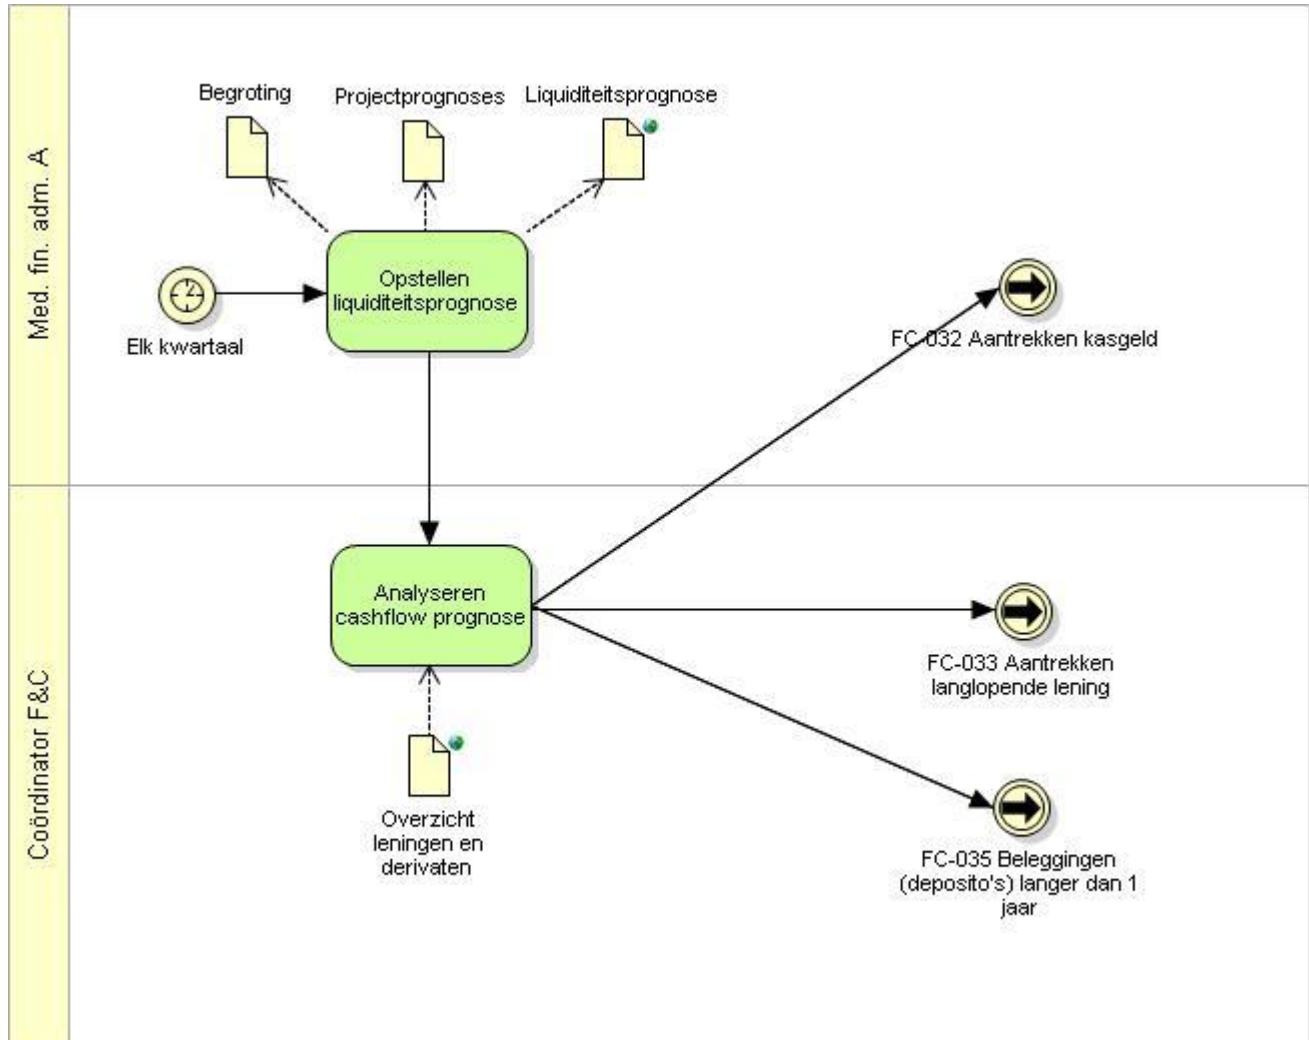 Med. fin. adm. A
Begroting
Projectprognoses
Liquiditeitsprognose
Opstellen
liquiditeitsprognose
Elk kwartaal
FC-032 Aantrekken kasgeld
Coördinator F&C
Analyseren
cashflow prognose
FC-033 Aantrekken
langlopende lening
Overzicht
leningen en
derivaten
FC-035 Beleggingen
(deposito's) langer dan 1
jaar